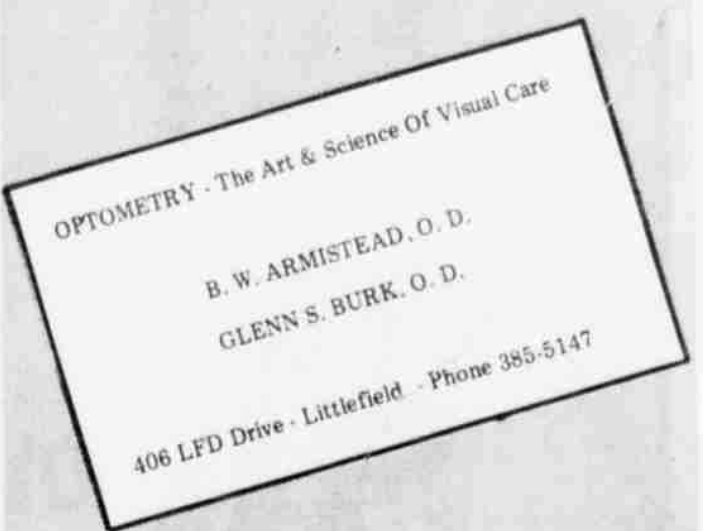 OPTOMETRY - The Art & Science Of Visual Care
B. W. ARMISTEAD, O. D.
GLENN S. BURK, O. D.
406 LFD Drive - Littlefield - Phone 385-5147